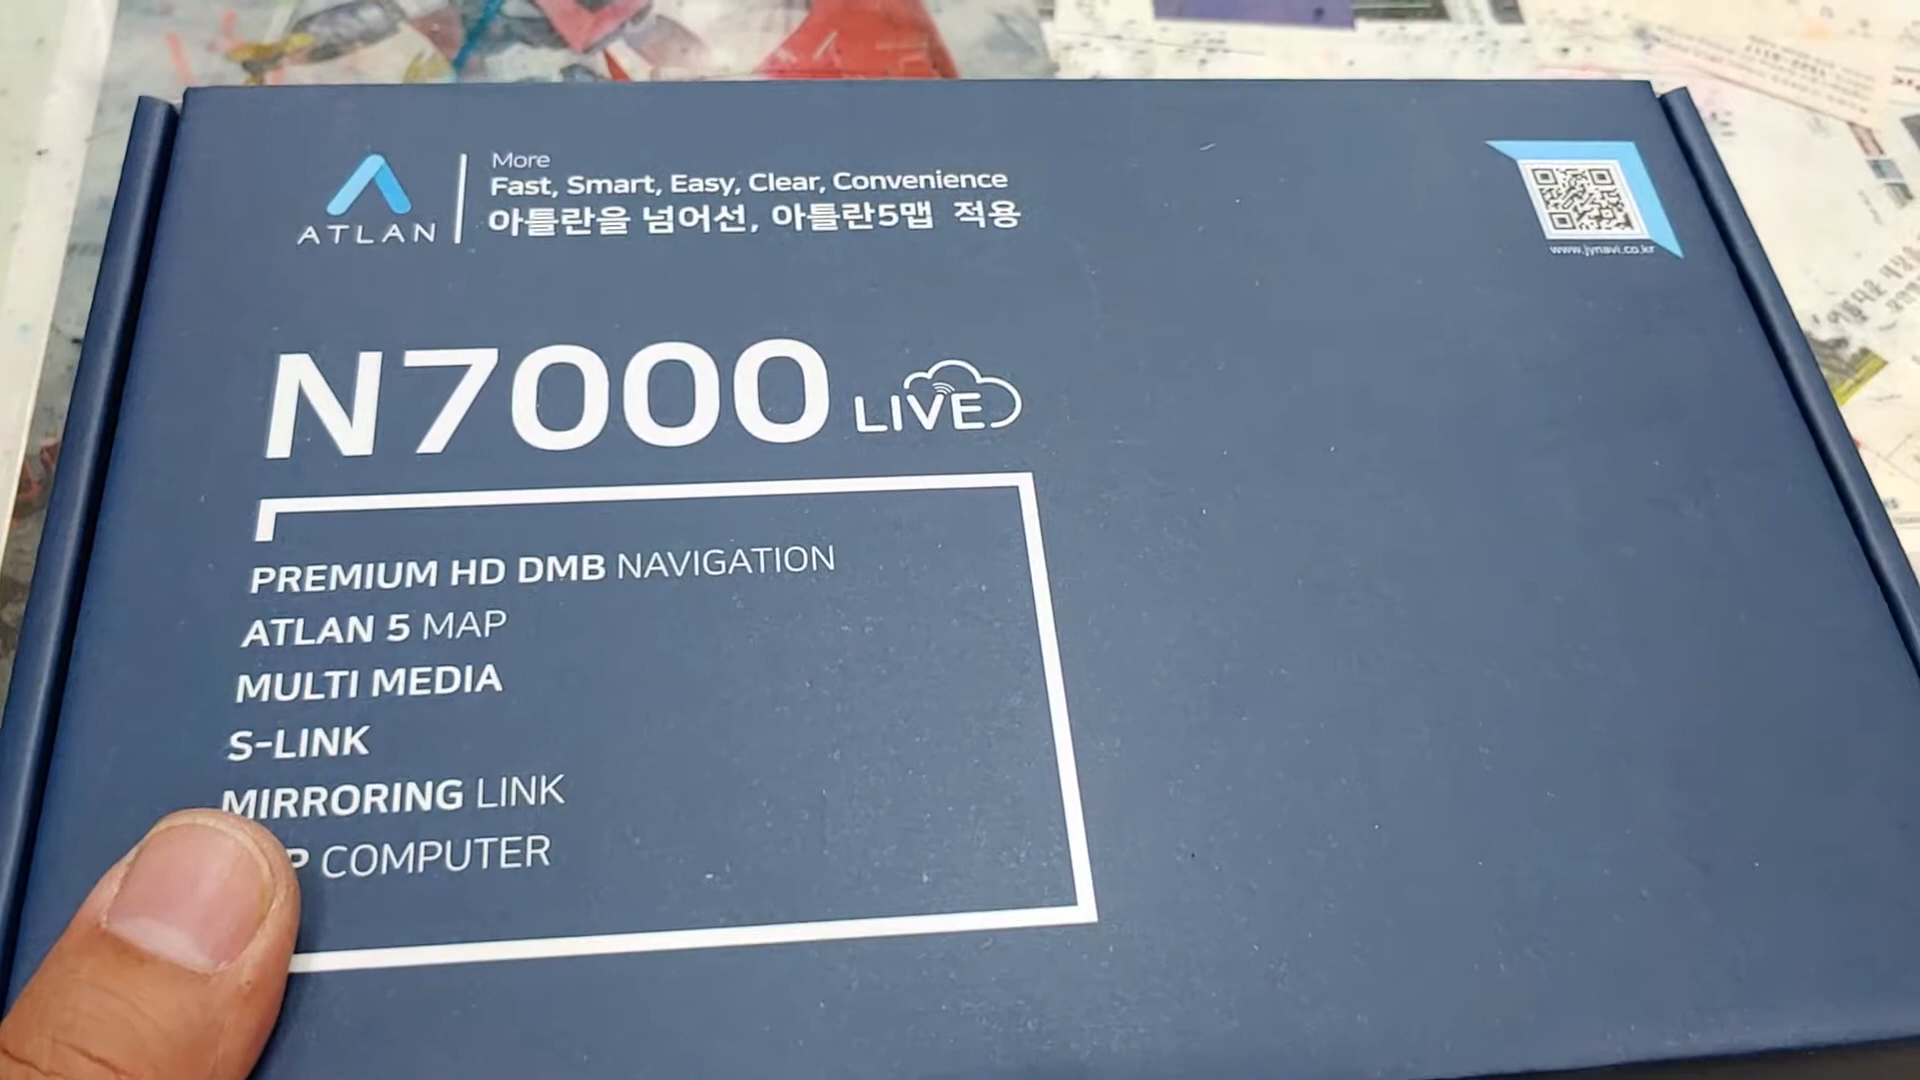 ATLAN
More
Fast, Smart, Easy, Clear, Convenience
아틀란을 넘어선, 아틀란5맵 적용
www.jynavi.co.kr
N7000 LIVE
PREMIUM HD DMB NAVIGATION
ATLAN 5 MAP
MULTI MEDIA
S-LINK
MIRRORING LINK
P COMPUTER